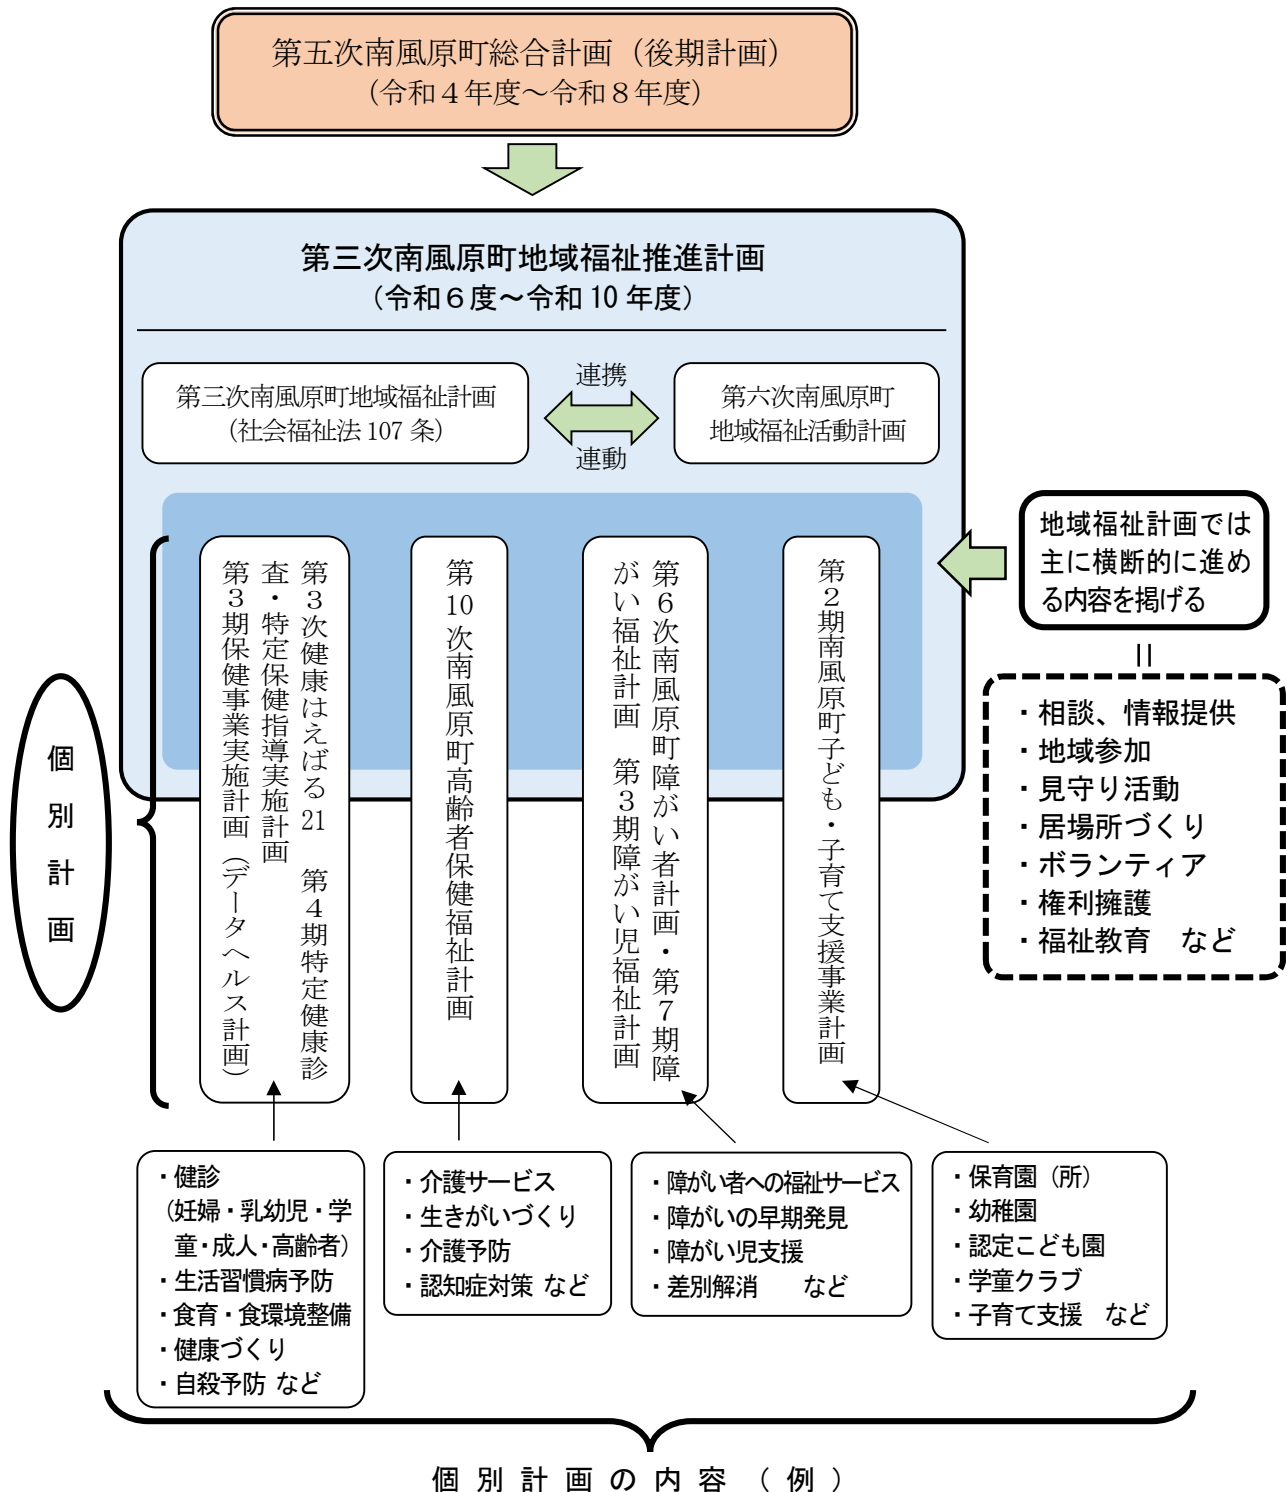 第五次南風原町総合計画（後期計画）
（令和４年度～令和８年度）
第三次南風原町地域福祉推進計画
（令和６度～令和 10 年度）
第三次南風原町地域福祉計画
（社会福祉法 107 条）
連携
連動
第六次南風原町
地域福祉活動計画
地域福祉計画では
主に横断的に進め
る内容を掲げる
＝
・相談、情報提供
・地域参加
・見守り活動
・居場所づくり
・ボランティア
・権利擁護
・福祉教育　など
個別計画
第３次健康はえばる 21　第４期特定健康診
査・特定保健指導実施計画
第３期保健事業実施計画（データヘルス計画）
第 10 次南風原町高齢者保健福祉計画
第６次南風原町障がい者計画・第７期障
がい福祉計画　第３期障がい児福祉計画
第２期南風原町子ども・子育て支援事業計画
・健診
（妊婦・乳幼児・学
童・成人・高齢者）
・生活習慣病予防
・食育・食環境整備
・健康づくり
・自殺予防 など
・介護サービス
・生きがいづくり
・介護予防
・認知症対策 など
・障がい者への福祉サービス
・障がいの早期発見
・障がい児支援
・差別解消　　など
・保育園（所）
・幼稚園
・認定こども園
・学童クラブ
・子育て支援　など
個別計画の内容（例）